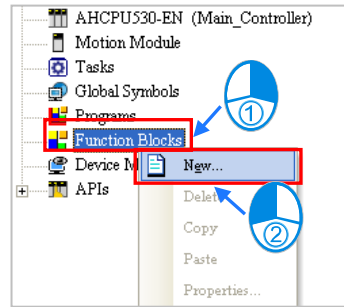 AHCPU530-EN (Main_Controller)
Motion Module
Tasks
Global Symbols
Programs
①
Function Blocks
Device M
New...
APIs
Delet
②
Copy
Paste
Properties...